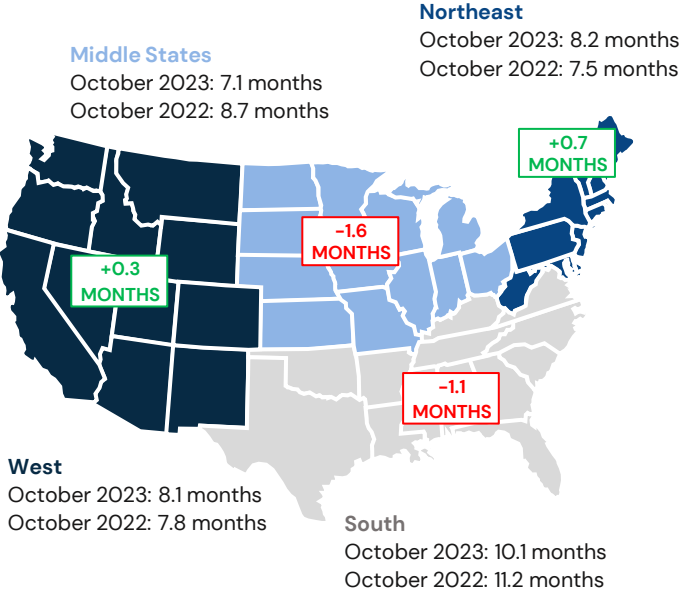 Northeast
October 2023: 8.2 months
October 2022: 7.5 months
Middle States
October 2023: 7.1 months
October 2022: 8.7 months
+0.7
MONTHS
-1.6
MONTHS
+0.3
MONTHS
-1.1
MONTHS
West
October 2023: 8.1 months
October 2022: 7.8 months
South
October 2023: 10.1 months
October 2022: 11.2 months